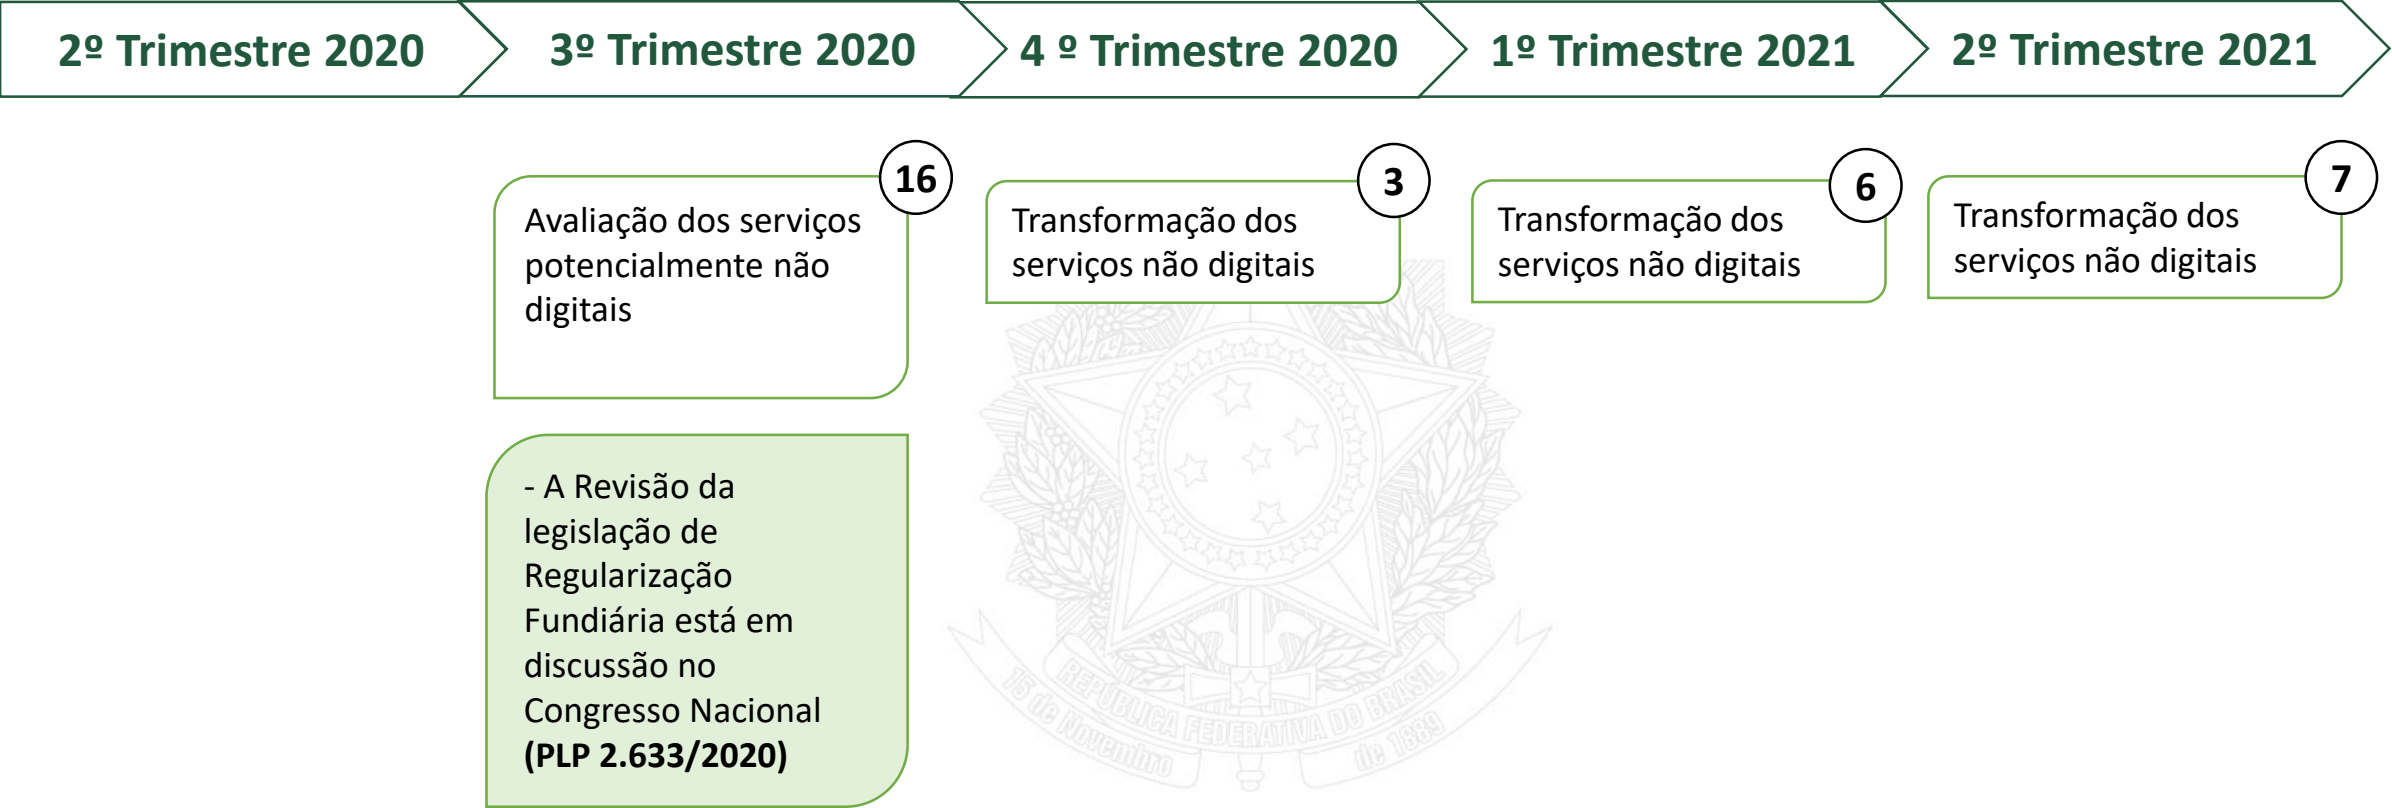 2º Trimestre 2020
3º Trimestre 2020
4 º Trimestre 2020
1º Trimestre 2021
2º Trimestre 2021
16
Avaliação dos serviços
potencialmente não
digitais
3
Transformação dos
serviços não digitais
6
Transformação dos
serviços não digitais
7
Transformação dos
serviços não digitais
- A Revisão da
legislação de
Regularização
Fundiária está em
discussão no
Congresso Nacional
(PLP 2.633/2020)
REPÚBLICA FEDERATIVA DO BRASIL
15 de Novembro de 1889